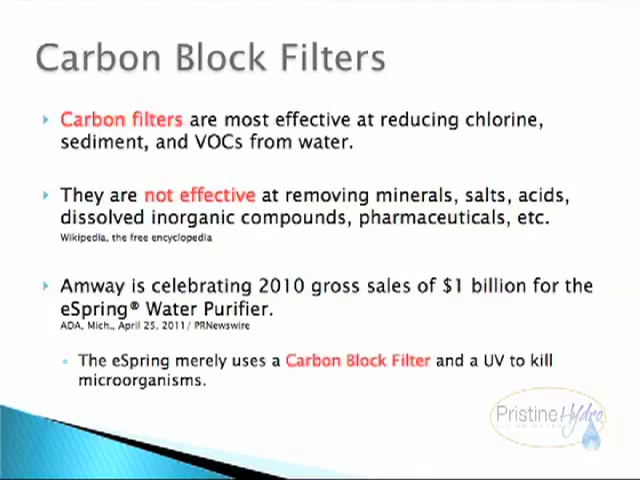 Carbon Block Filters
Carbon filters are most effective at reducing chlorine,
sediment, and VOCs from water.
They are not effective at removing minerals, salts, acids,
dissolved inorganic compounds, pharmaceuticals, etc.
Wikipedia, the free encyclopedia
Amway is celebrating 2010 gross sales of $1 billion for the
eSpring® Water Purifier.
ADA, Mich., April 25, 2011/ PRNewswire
The eSpring merely uses a Carbon Block Filter and a UV to kill
microorganisms.
Pristine Hydro